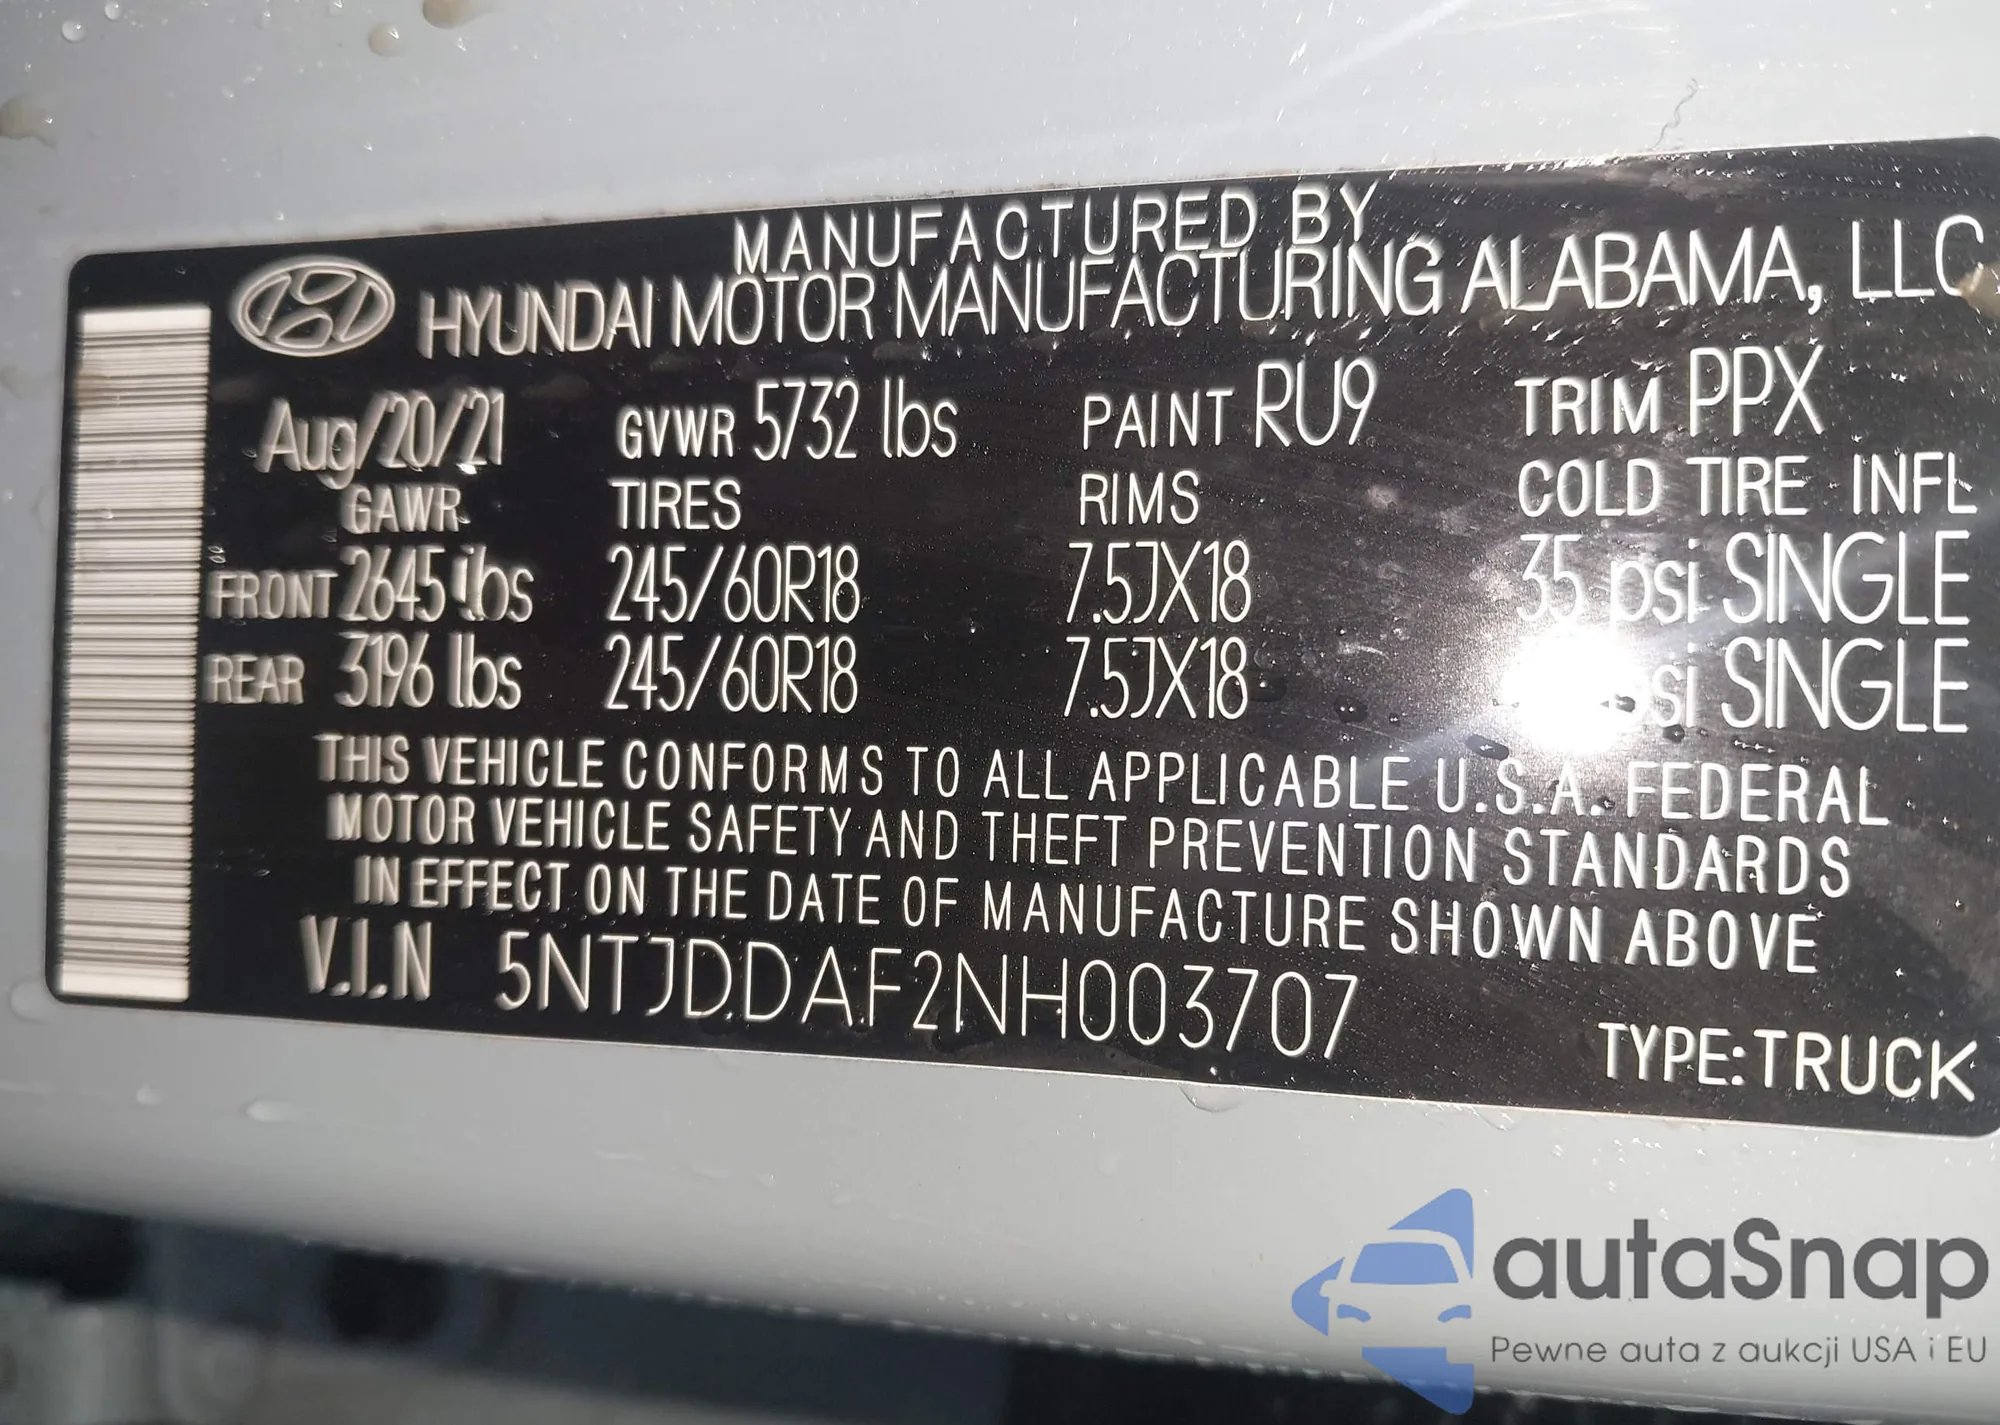 MANUFACTURED BY
HYUNDAI MOTOR MANUFACTURING ALABAMA, LLC
Aug/20/21 GVWR 5732 lbs PAINT RU9 TRIM PPX
GAWR TIRES RIMS COLD TIRE INFL
FRONT 2645 lbs 245/60R18 7.5JX18 35 psi SINGLE
REAR 3196 lbs 245/60R18 7.5JX18 psi SINGLE
THIS VEHICLE CONFORMS TO ALL APPLICABLE U.S.A. FEDERAL
MOTOR VEHICLE SAFETY AND THEFT PREVENTION STANDARDS
IN EFFECT ON THE DATE OF MANUFACTURE SHOWN ABOVE
V.I.N 5NTJDDAF2NH003707
TYPE:TRUCK
autaSnap
Pewne auta z aukcji USA i EU